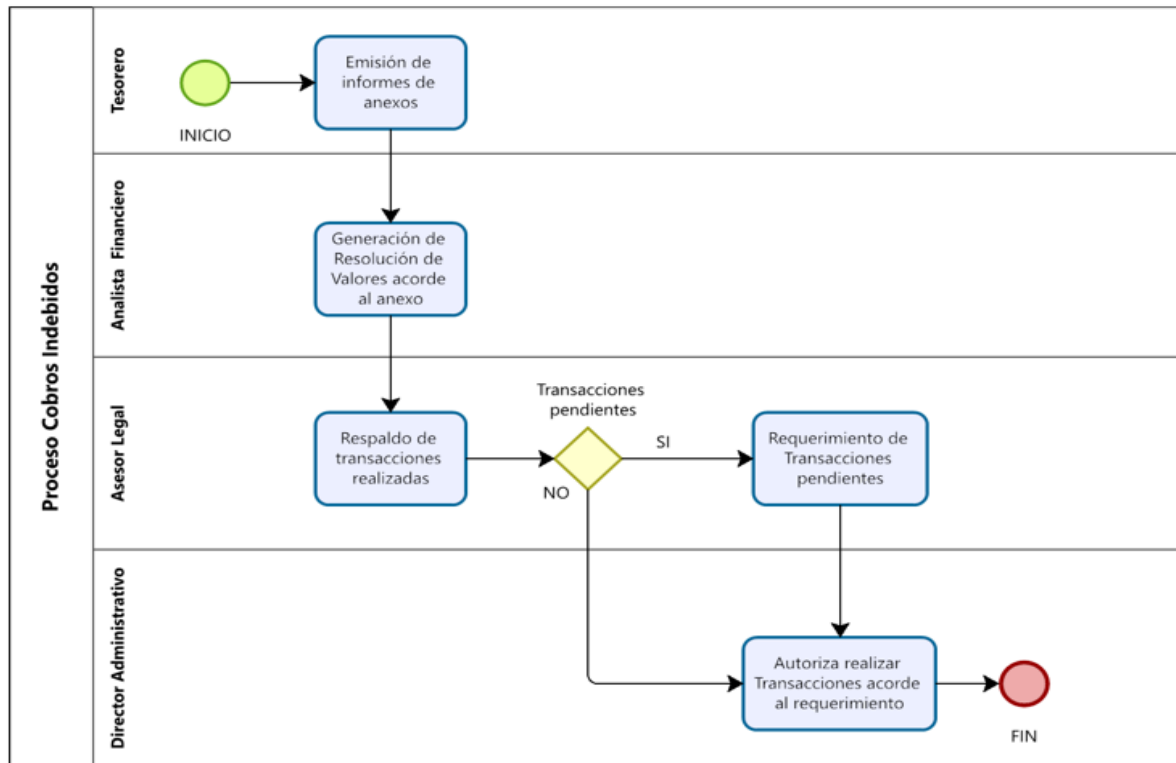 Proceso Cobros Indebidos
Tesorero
INICIO
Emisión de
informes de
anexos
Analista Financiero
Generación de
Resolución de
Valores acorde
al anexo
Asesor Legal
Respaldo de
transacciones
realizadas
Transacciones
pendientes
SI
NO
Requerimiento de
Transacciones
pendientes
Director Administrativo
Autoriza realizar
Transacciones acorde
al requerimiento
FIN